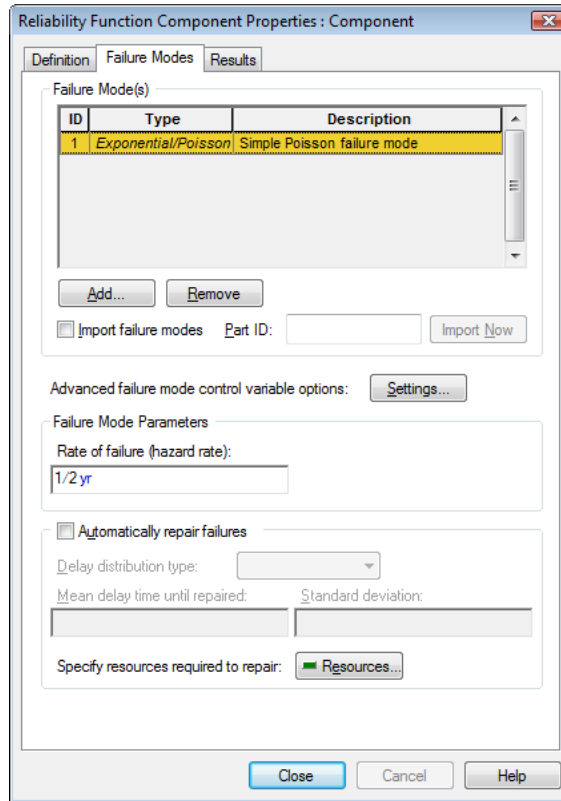 Reliability Function Component Properties : Component
Definition Failure Modes Results
Failure Mode(s)
ID Type Description
1 Exponential/Poisson Simple Poisson failure mode
Add... Remove
Import failure modes Part ID: Import Now
Advanced failure mode control variable options: Settings...
Failure Mode Parameters
Rate of failure (hazard rate):
1/2 yr
Automatically repair failures
Delay distribution type:
Mean delay time until repaired: Standard deviation:
Specify resources required to repair: Resources...
Close Cancel Help